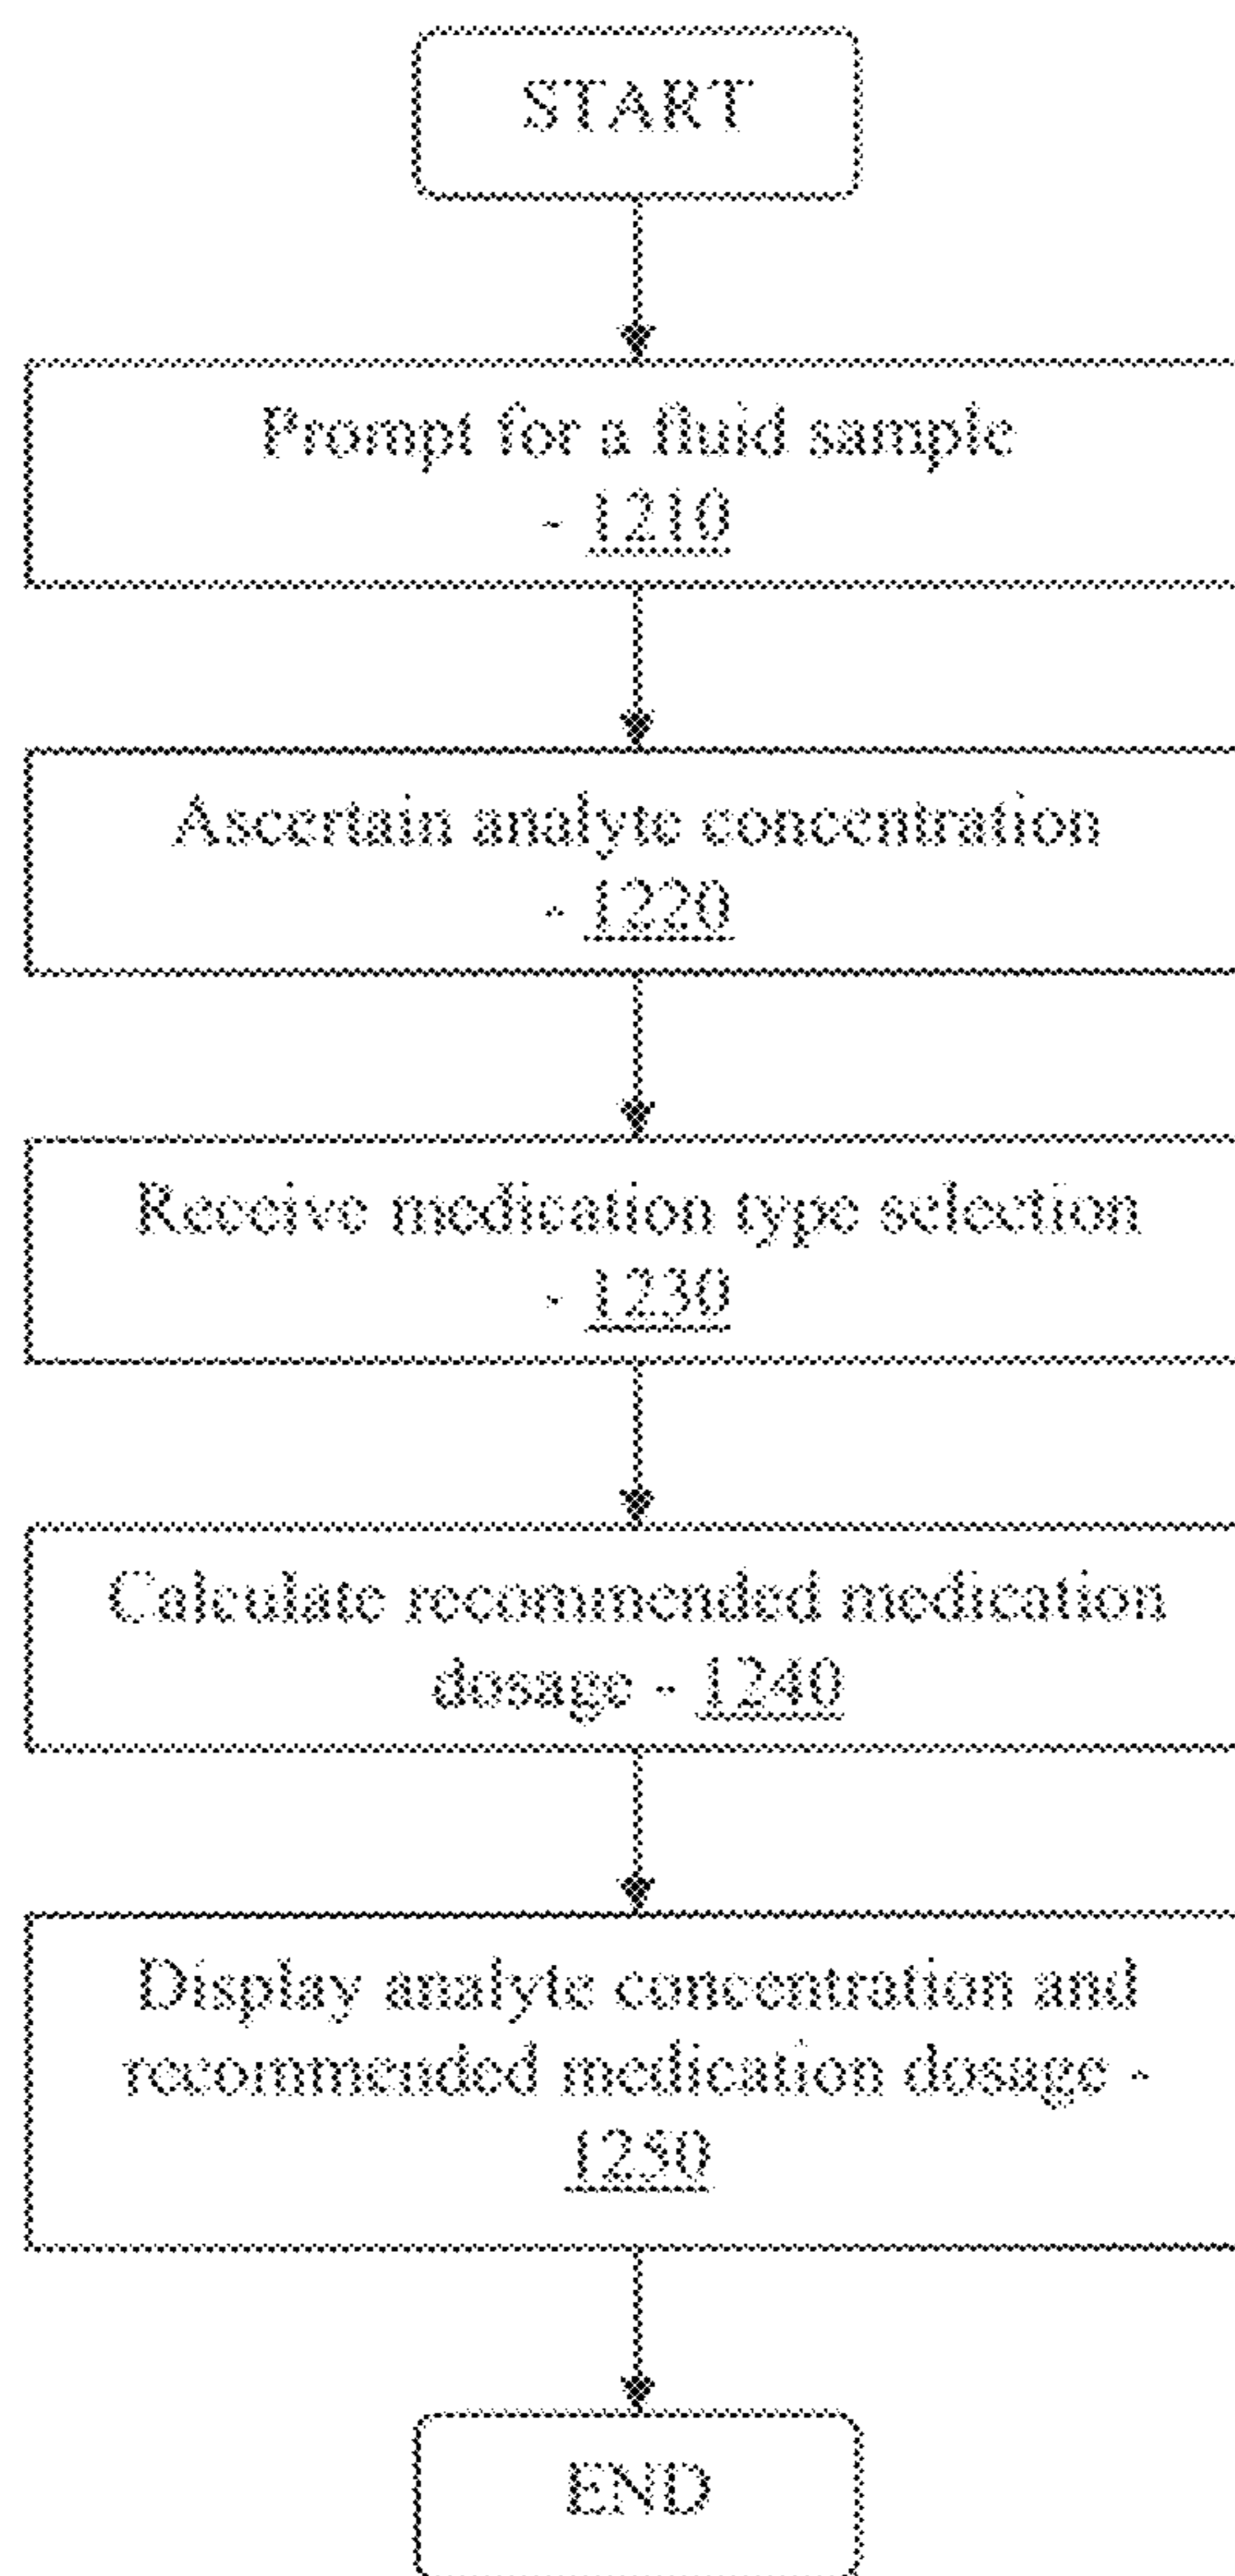 START
Prompt for a fluid sample
- 1210
Ascertain analyte concentration
- 1220
Receive medication type selection
- 1230
Calculate recommended medication
dosage - 1240
Display analyte concentration and
recommended medication dosage -
1250
END